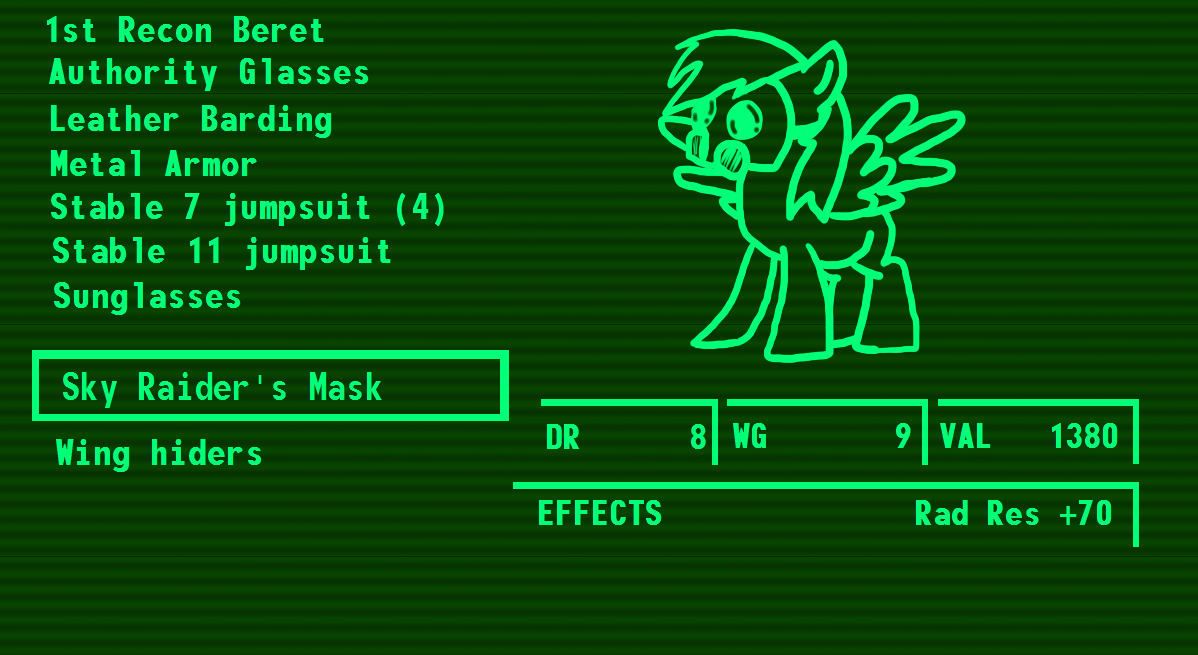 1st Recon Beret
Authority Glasses
Leather Barding
Metal Armor
Stable 7 jumpsuit (4)
Stable 11 jumpsuit
Sunglasses
Sky Raider's Mask
Wing hiders
DR 8 WG 9 VAL 1380
EFFECTS Rad Res +70